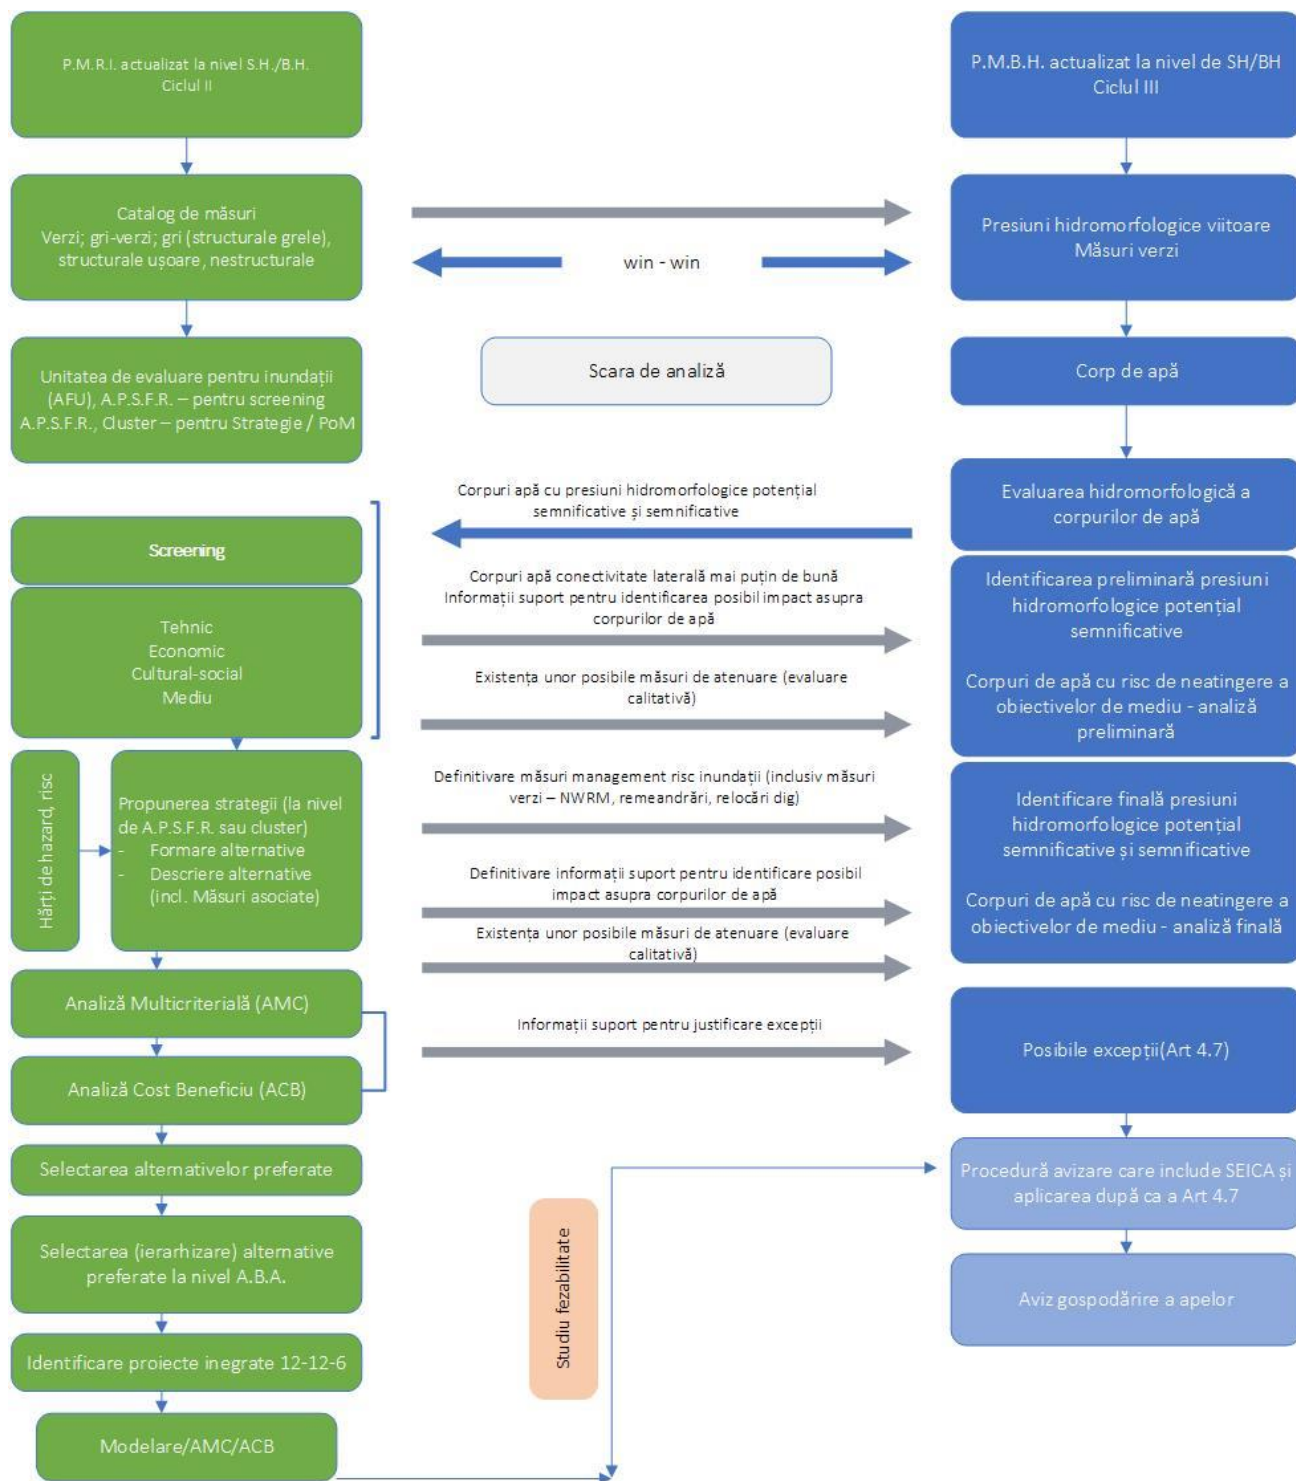 P.M.R.I. actualizat la nivel S.H./B.H.
Ciclul II
P.M.B.H. actualizat la nivel de SH/BH
Ciclul III
Catalog de măsuri
Verzi; gri-verzi; gri (structurale grele),
structurale ușoare, nestructurale
win - win
Presiuni hidromorfologice viitoare
Măsuri verzi
Unitatea de evaluare pentru inundații
(AFU), A.P.S.F.R. – pentru screening
A.P.S.F.R., Cluster – pentru Strategie / PoM
Scara de analiză
Corp de apă
Corpuri apă cu presiuni hidromorfologice potențial
semnificative și semnificative
Evaluarea hidromorfologică a
corpurilor de apă
Screening
Tehnic
Economic
Cultural-social
Mediu
Corpuri apă conectivitate laterală mai puțin de bună
Informații suport pentru identificarea posibil impact asupra
corpurilor de apă
Existența unor posibile măsuri de atenuare (evaluare
calitativă)
Identificarea preliminară presiuni
hidromorfologice potențial
semnificative
Corpuri de apă cu risc de neatingere a
obiectivelor de mediu - analiză
preliminară
Hărți de hazard, risc
Propunerea strategii (la nivel
de A.P.S.F.R. sau cluster)
- Formare alternative
- Descriere alternative
(incl. Măsuri asociate)
Definitivare măsuri management risc inundații (inclusiv măsuri
verzi – NWRM, remeandrări, relocări dig)
Definitivare informații suport pentru identificare posibil
impact asupra corpurilor de apă
Existența unor posibile măsuri de atenuare (evaluare
calitativă)
Identificare finală presiuni
hidromorfologice potențial
semnificative și semnificative
Corpuri de apă cu risc de neatingere a
obiectivelor de mediu - analiză finală
Analiză Multicriterială (AMC)
Informații suport pentru justificare excepții
Posibile excepții(Art 4.7)
Analiză Cost Beneficiu (ACB)
Selectarea alternativelor preferate
Procedură avizare care include SEICA și
aplicarea după ca a Art 4.7
Selectarea (ierarhizare) alternative
preferate la nivel A.B.A.
Studiu fezabilitate
Aviz gospodărire a apelor
Identificare proiecte inegrate 12-12-6
Modelare/AMC/ACB